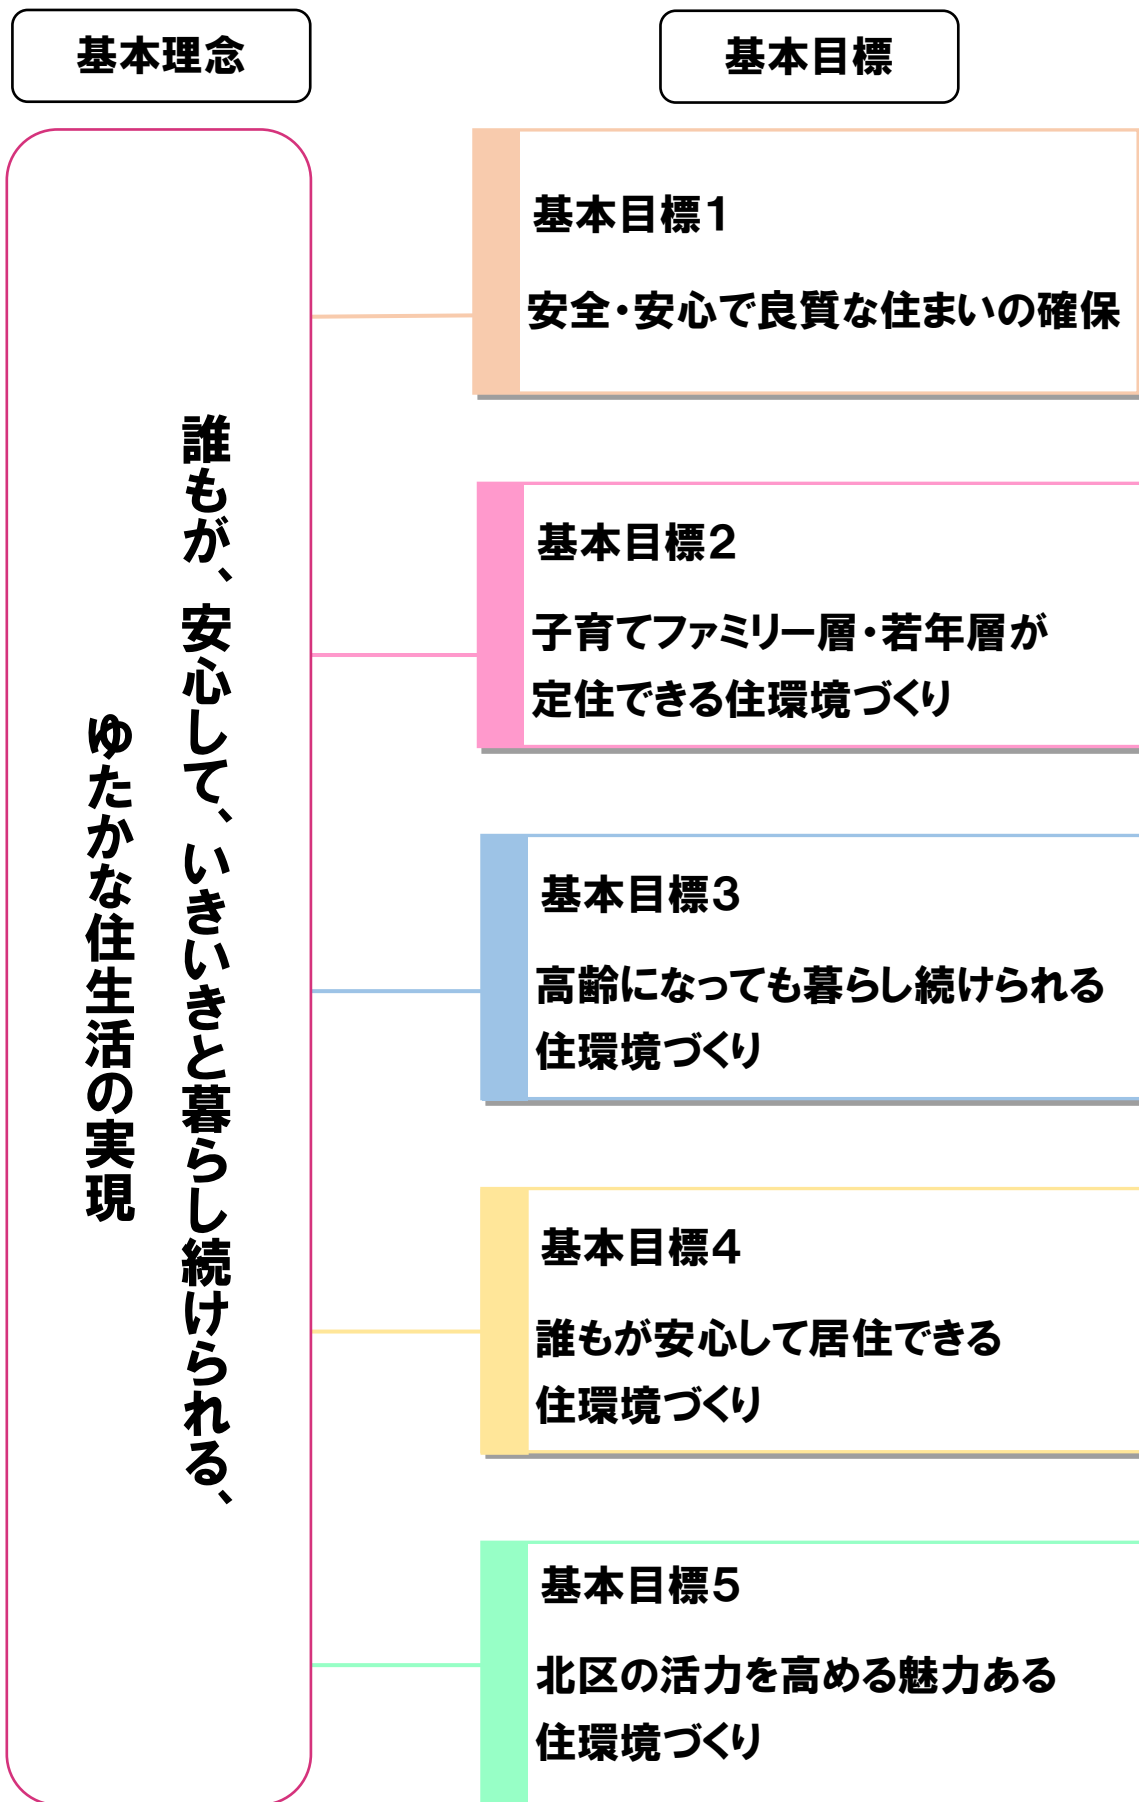 基本理念
基本目標
誰もが、安心して、いきいきと暮らし続けられる、
ゆたかな住生活の実現
基本目標1
安全・安心で良質な住まいの確保
基本目標2
子育てファミリー層・若年層が
定住できる住環境づくり
基本目標3
高齢になっても暮らし続けられる
住環境づくり
基本目標4
誰もが安心して居住できる
住環境づくり
基本目標5
北区の活力を高める魅力ある
住環境づくり